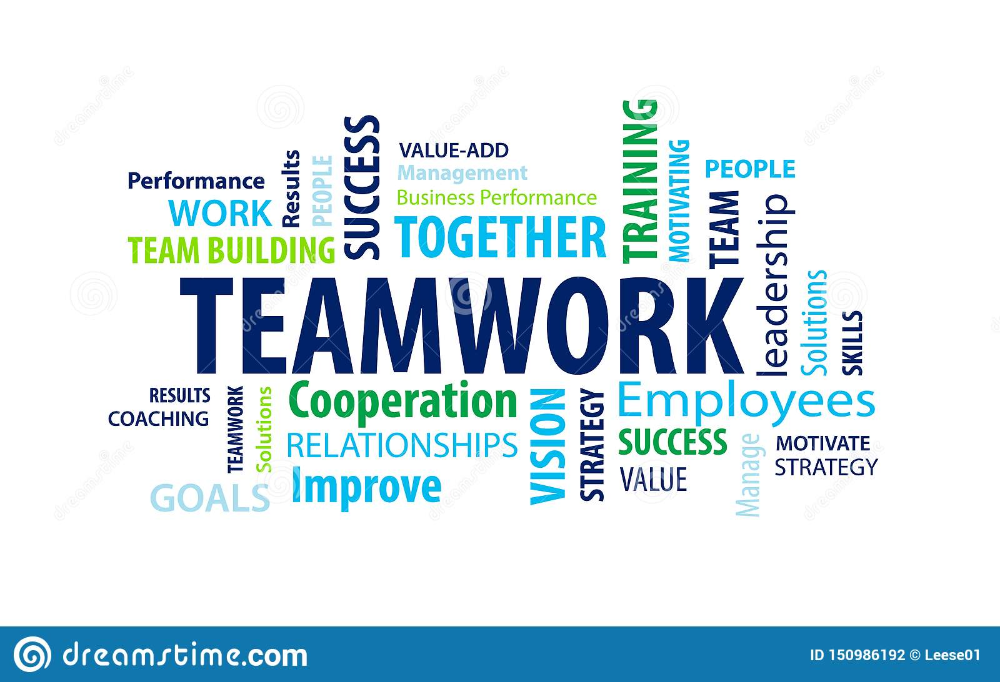 Performance
WORK
TEAM BUILDING
Results
PEOPLE
SUCCESS
VALUE-ADD
Management
Business Performance
TOGETHER
TRAINING
MOTIVATING
PEOPLE
TEAM
leadership
Solutions
SKILLS
TEAMWORK
RESULTS
COACHING
TEAMWORK
Solutions
GOALS
Cooperation
RELATIONSHIPS
Improve
VISION
STRATEGY
Employees
SUCCESS
VALUE
Manage
MOTIVATE
STRATEGY
dreamstime.com
ID 150986192 © Leese01